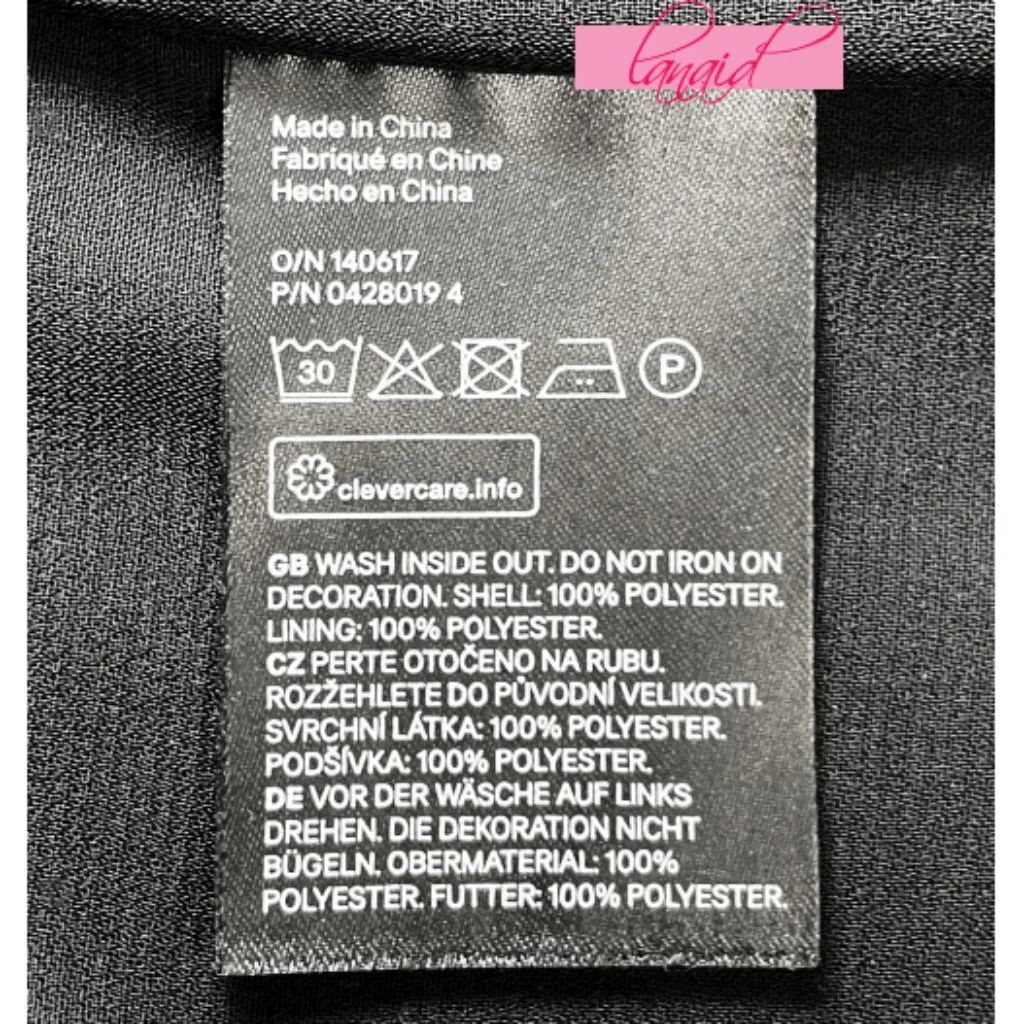 lanaid
Made in China
Fabriqué en Chine
Hecho en China
O/N 140617
P/N 0428019 4
30
P
clevercare.info
GB WASH INSIDE OUT. DO NOT IRON ON
DECORATION. SHELL: 100% POLYESTER.
LINING: 100% POLYESTER.
CZ PERTE OTOČENO NA RUBU.
ROZŽEHLETE DO PŮVODNÍ VELIKOSTI.
SVRCHNÍ LÁTKA: 100% POLYESTER.
PODŠÍVKA: 100% POLYESTER.
DE VOR DER WÄSCHE AUF LINKS
DREHEN. DIE DEKORATION NICHT
BÜGELN. OBERMATERIAL: 100%
POLYESTER. FUTTER: 100% POLYESTER.